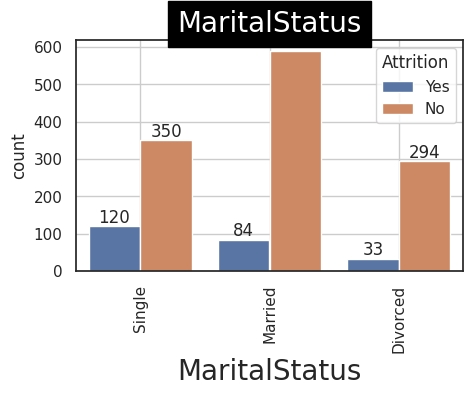 MaritalStatus
600
500
400
300
200
100
0
count
Attrition
Yes
No
120
350
84
33
294
Single
Married
Divorced
MaritalStatus